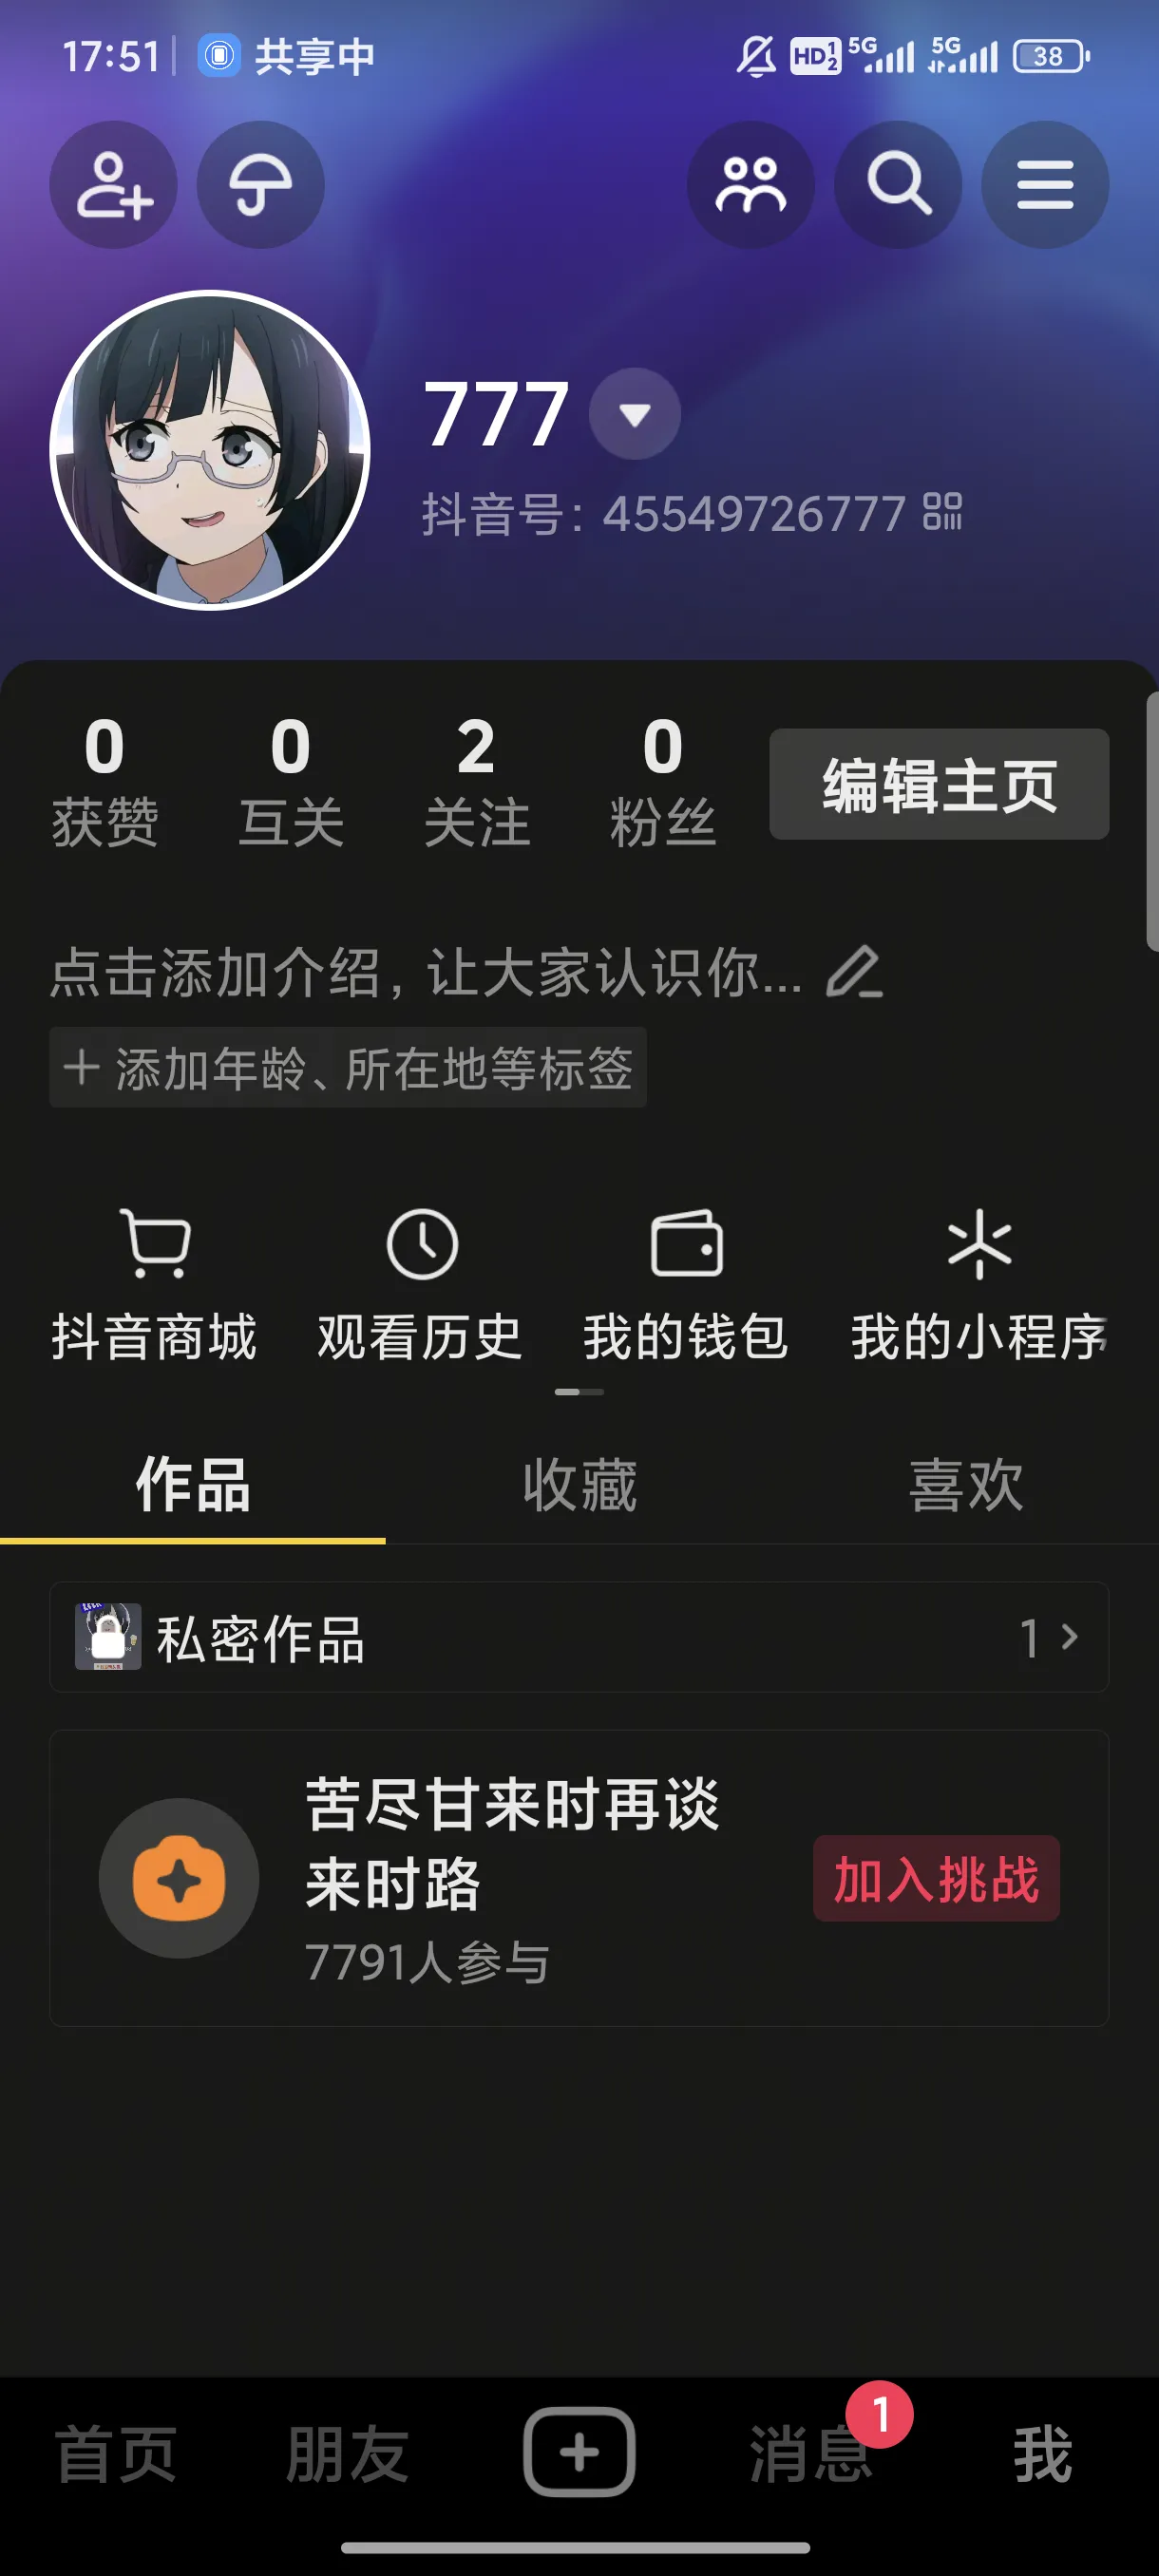 17:51 共享中 HD 1 2 5G 5G 38
777
抖音号：45549726777
0 0 2 0
获赞 互关 关注 粉丝 编辑主页
点击添加介绍，让大家认识你...
+ 添加年龄、所在地等标签
抖音商城 观看历史 我的钱包 我的小程序
作品 收藏 喜欢
私密作品 1
苦尽甘来时再谈
来时路
加入挑战
7791人参与
首页 朋友 消息 1 我